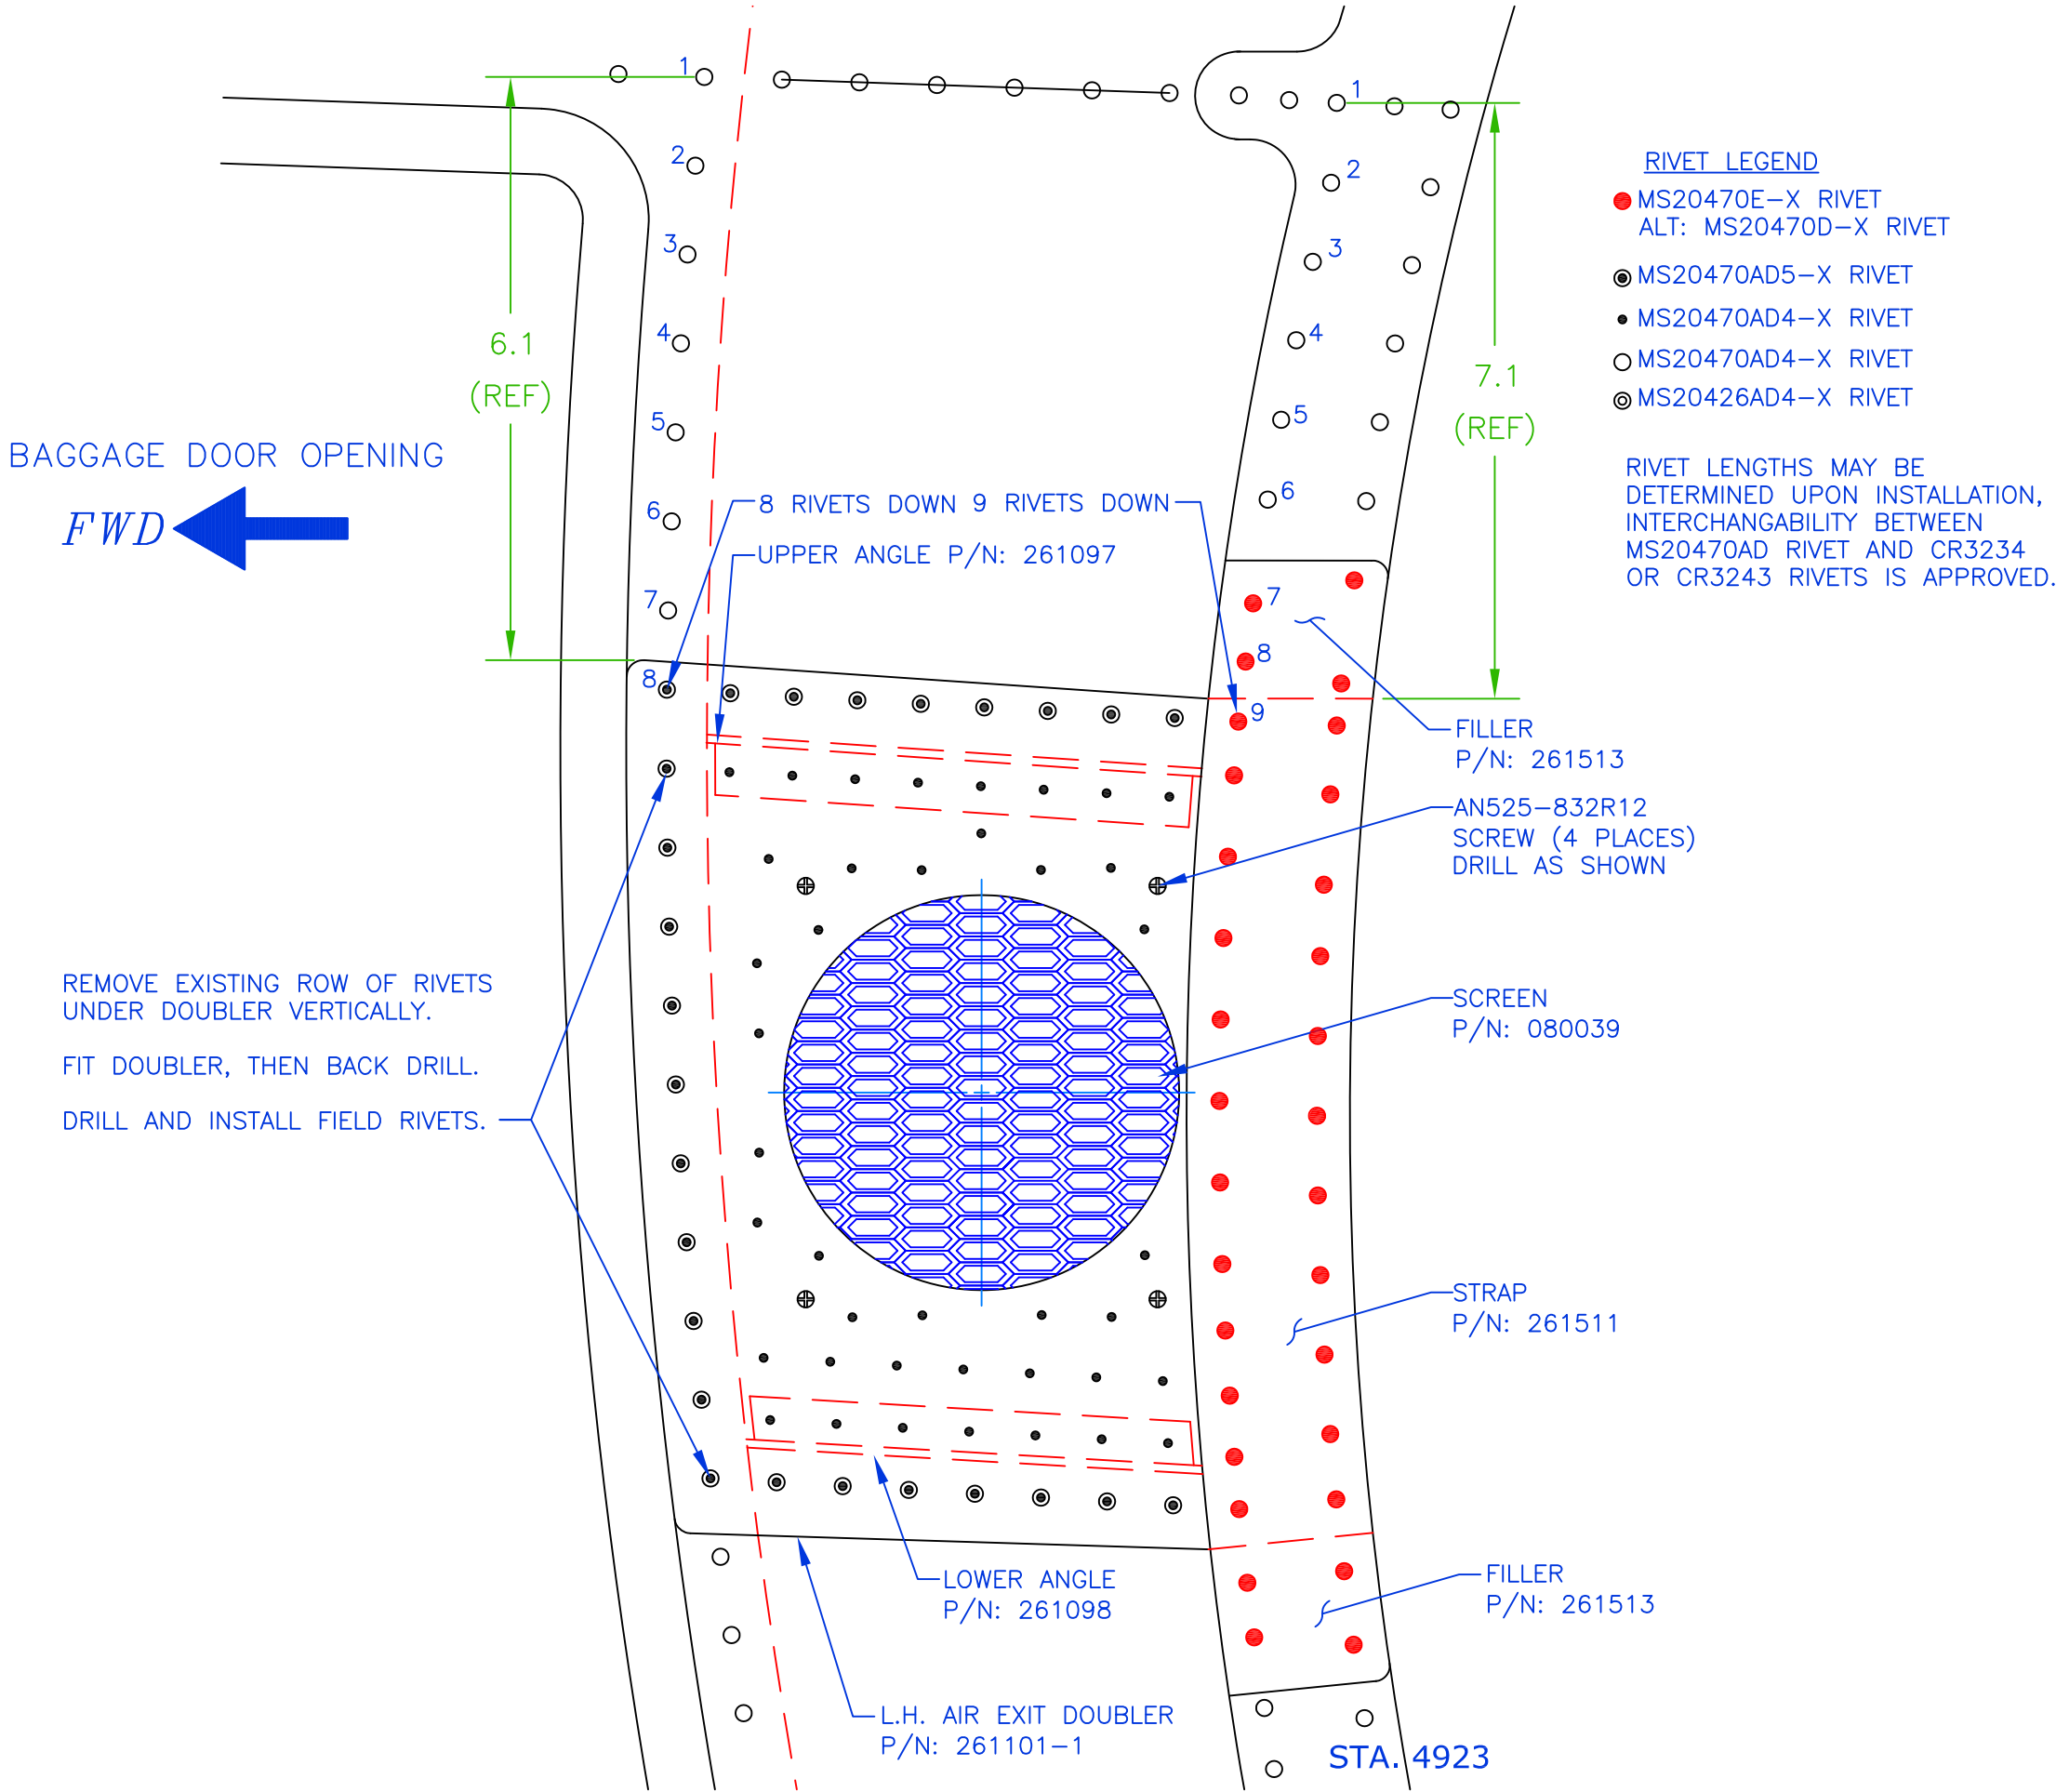 1
1
2
2
3
3
4
4
5
5
6
6
7
7
8
8
9
6.1
(REF)
7.1
(REF)
BAGGAGE DOOR OPENING
FWD
8 RIVETS DOWN 9 RIVETS DOWN
UPPER ANGLE P/N: 261097
RIVET LEGEND
MS20470E-X RIVET
ALT: MS20470D-X RIVET
MS20470AD5-X RIVET
MS20470AD4-X RIVET
MS20470AD4-X RIVET
MS20426AD4-X RIVET
RIVET LENGTHS MAY BE
DETERMINED UPON INSTALLATION,
INTERCHANGABILITY BETWEEN
MS20470AD RIVET AND CR3234
OR CR3243 RIVETS IS APPROVED.
FILLER
P/N: 261513
AN525-832R12
SCREW (4 PLACES)
DRILL AS SHOWN
SCREEN
P/N: 080039
REMOVE EXISTING ROW OF RIVETS
UNDER DOUBLER VERTICALLY.
FIT DOUBLER, THEN BACK DRILL.
DRILL AND INSTALL FIELD RIVETS.
STRAP
P/N: 261511
LOWER ANGLE
P/N: 261098
FILLER
P/N: 261513
L.H. AIR EXIT DOUBLER
P/N: 261101-1
STA. 4923